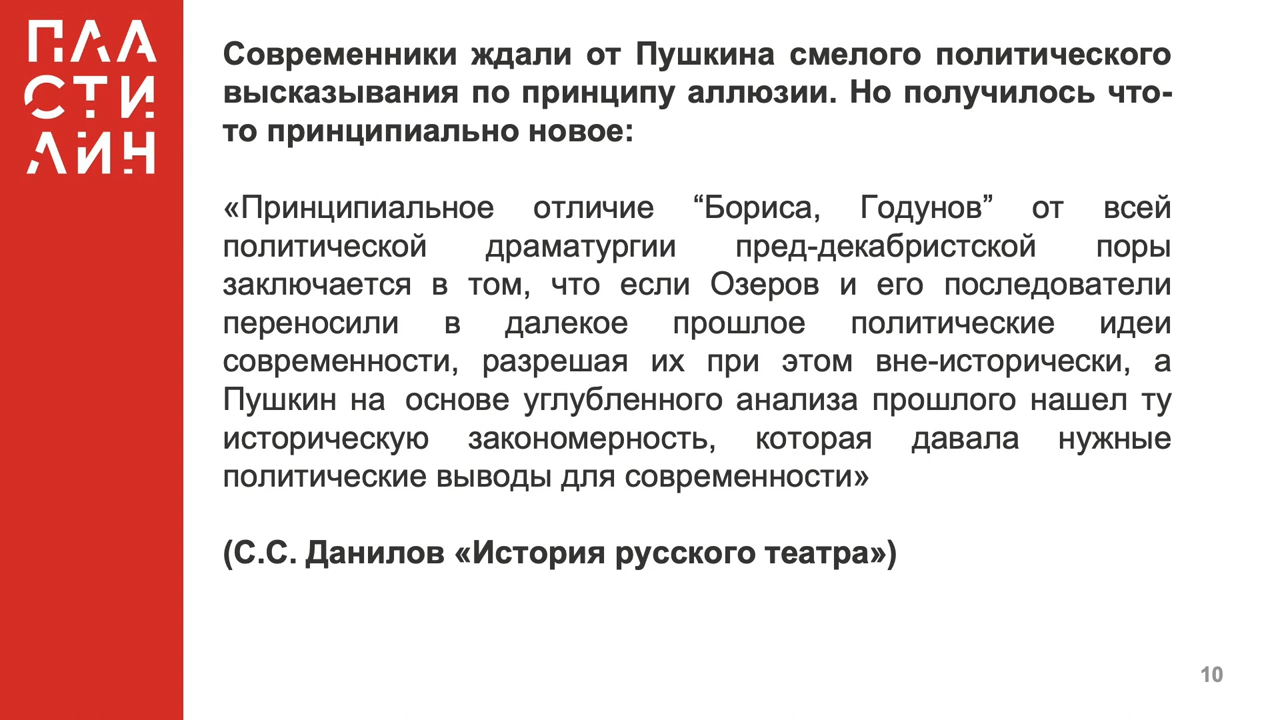 ПЛА
СТИ
ЛИН
Современники ждали от Пушкина смелого политического
высказывания по принципу аллюзии. Но получилось что-
то принципиально новое:
«Принципиальное отличие “Бориса, Годунов” от всей
политической драматургии пред-декабристской поры
заключается в том, что если Озеров и его последователи
переносили в далекое прошлое политические идеи
современности, разрешая их при этом вне-исторически, а
Пушкин на основе углубленного анализа прошлого нашел ту
историческую закономерность, которая давала нужные
политические выводы для современности»
(С.С. Данилов «История русского театра»)
10